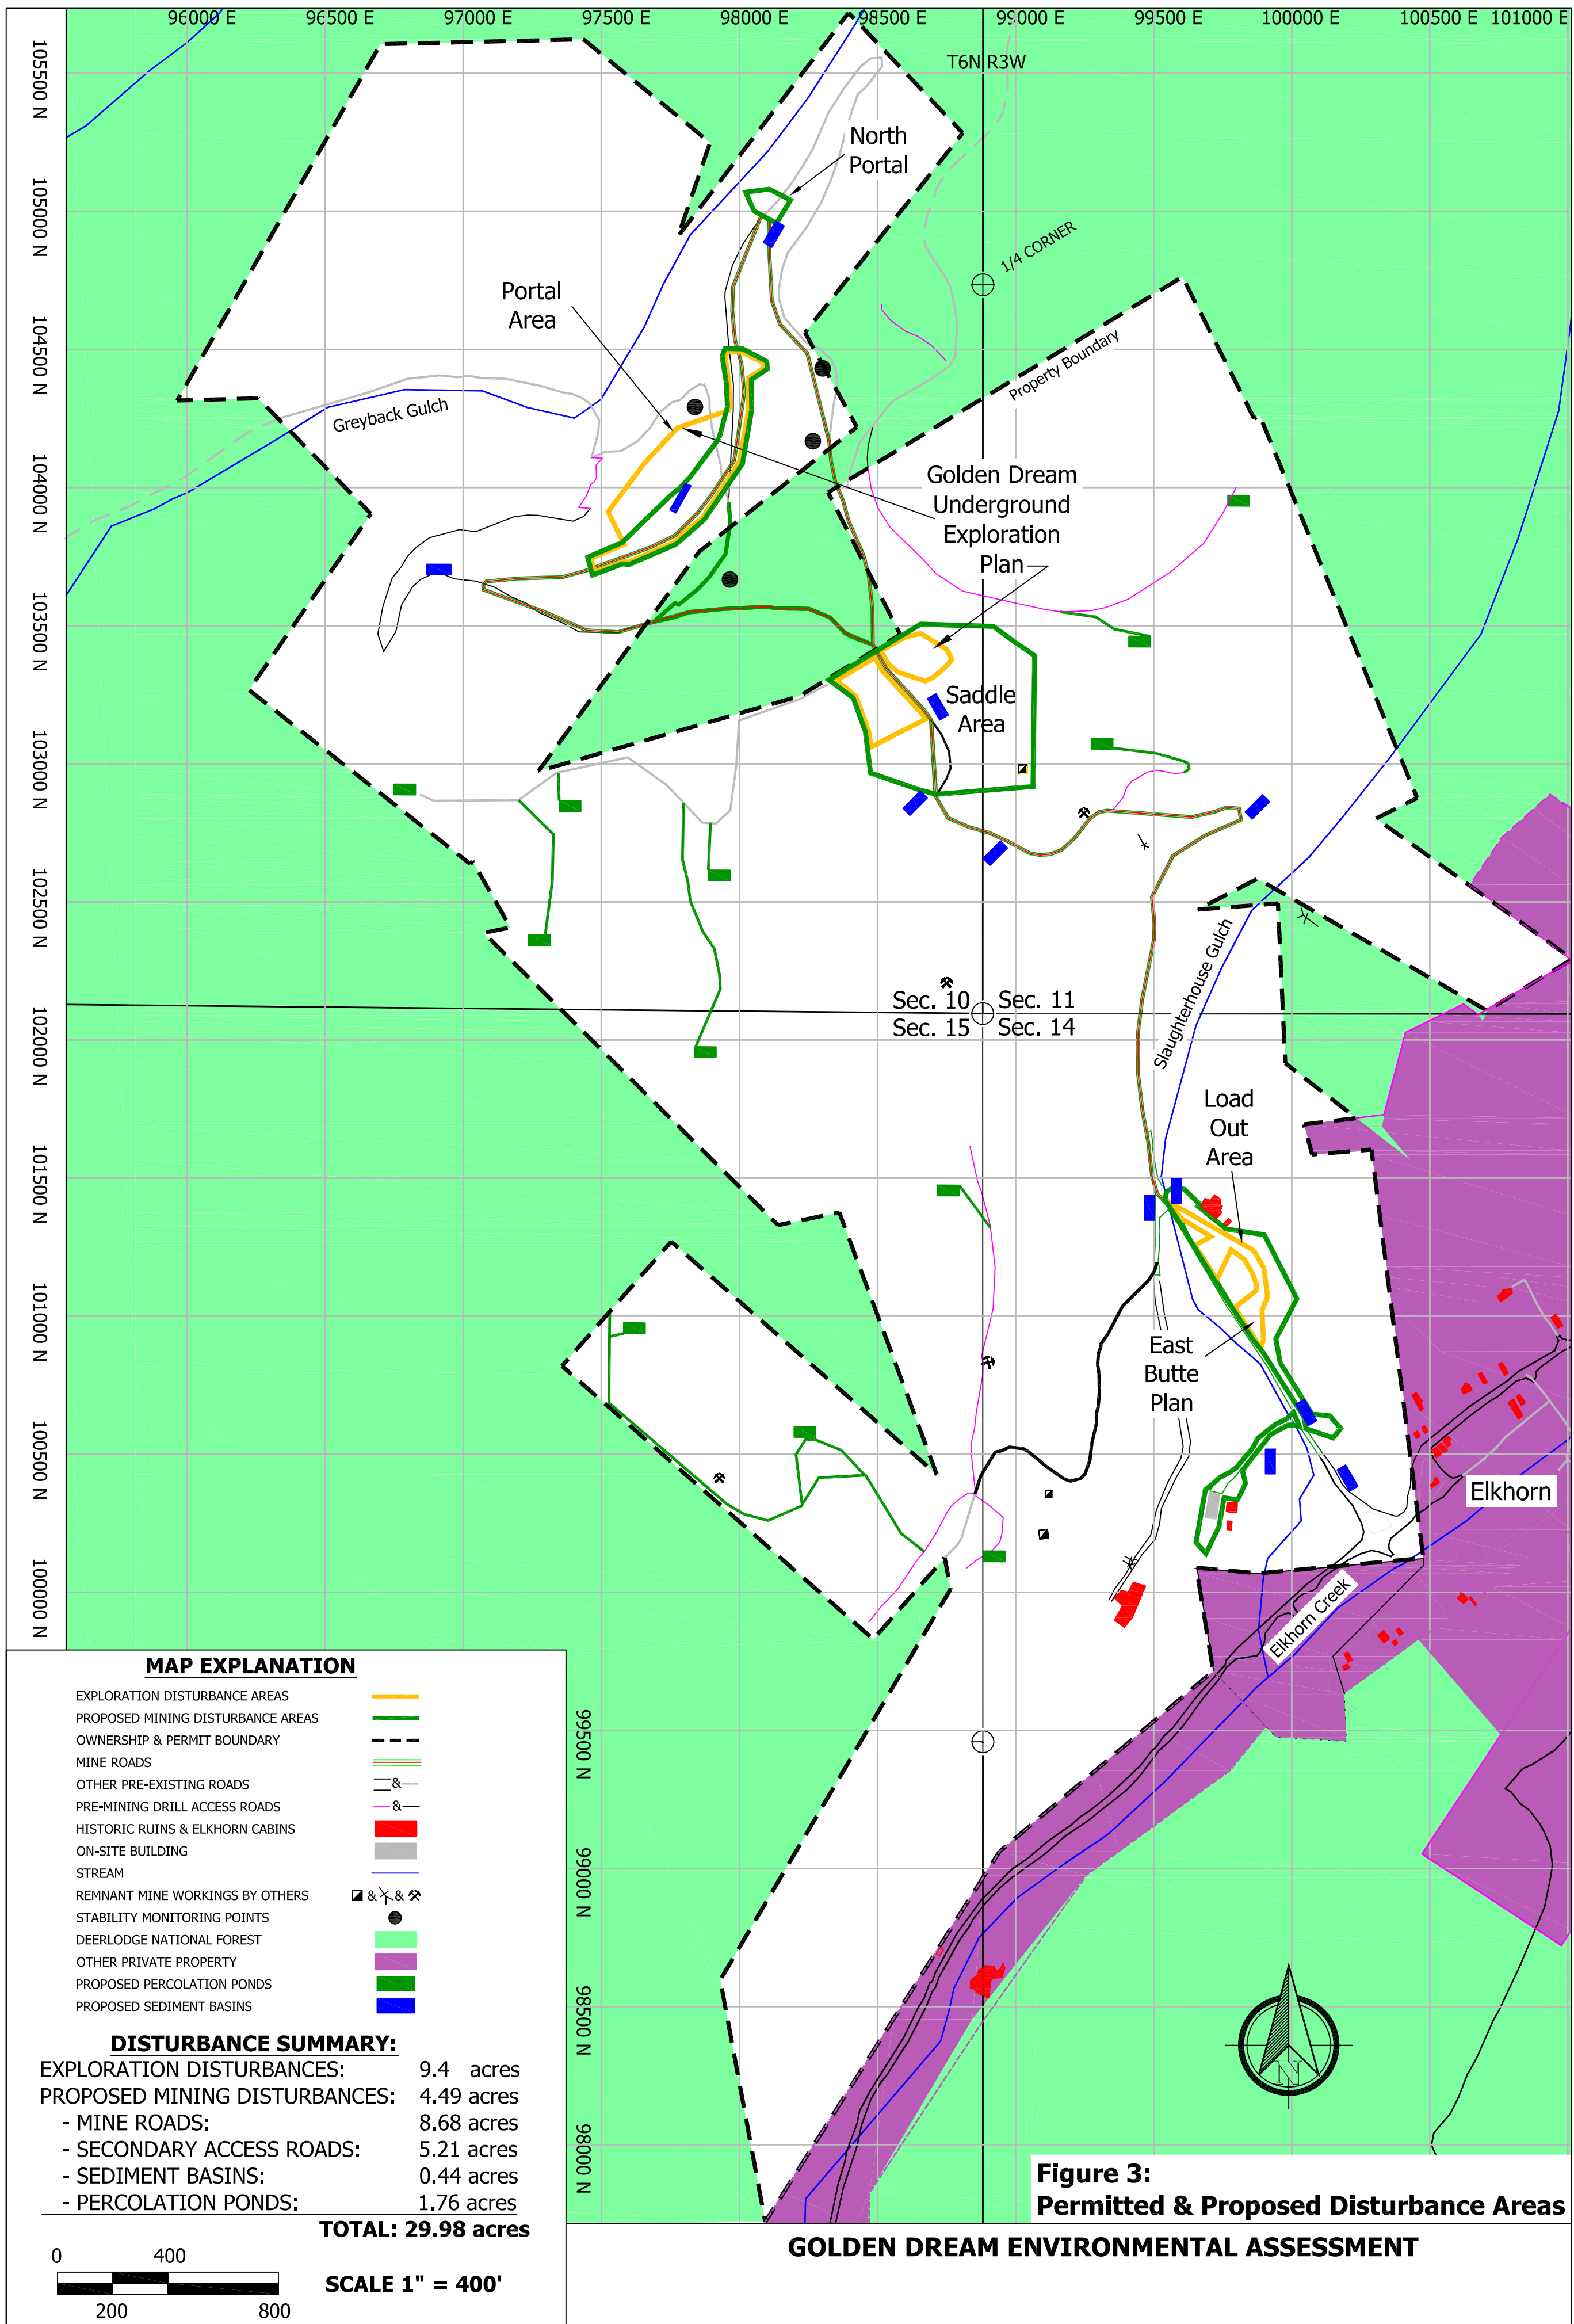 96000 E
96500 E
97000 E
97500 E
98000 E
98500 E
99000 E
99500 E
100000 E
100500 E
101000 E
105500 N
105000 N
104500 N
104000 N
103500 N
103000 N
102500 N
102000 N
101500 N
101000 N
100500 N
10000 N
99500 N
99000 N
98500 N
98000 N
T6N R3W
North
Portal
1/4 CORNER
Portal
Area
Property Boundary
Greyback Gulch
Golden Dream
Underground
Exploration
Plan
Saddle
Area
Slaughterhouse Gulch
Sec. 10
Sec. 11
Sec. 15
Sec. 14
Load
Out
Area
East
Butte
Plan
Elkhorn
Elkhorn Creek
MAP EXPLANATION
EXPLORATION DISTURBANCE AREAS
PROPOSED MINING DISTURBANCE AREAS
OWNERSHIP & PERMIT BOUNDARY
MINE ROADS
OTHER PRE-EXISTING ROADS &
PRE-MINING DRILL ACCESS ROADS &
HISTORIC RUINS & ELKHORN CABINS
ON-SITE BUILDING
STREAM
REMNANT MINE WORKINGS BY OTHERS & &
STABILITY MONITORING POINTS
DEERLODGE NATIONAL FOREST
OTHER PRIVATE PROPERTY
PROPOSED PERCOLATION PONDS
PROPOSED SEDIMENT BASINS
DISTURBANCE SUMMARY:
EXPLORATION DISTURBANCES: 9.4 acres
PROPOSED MINING DISTURBANCES: 4.49 acres
- MINE ROADS: 8.68 acres
- SECONDARY ACCESS ROADS: 5.21 acres
- SEDIMENT BASINS: 0.44 acres
- PERCOLATION PONDS: 1.76 acres
TOTAL: 29.98 acres
0 400
200 800
SCALE 1" = 400'
N
Figure 3:
Permitted & Proposed Disturbance Areas
GOLDEN DREAM ENVIRONMENTAL ASSESSMENT